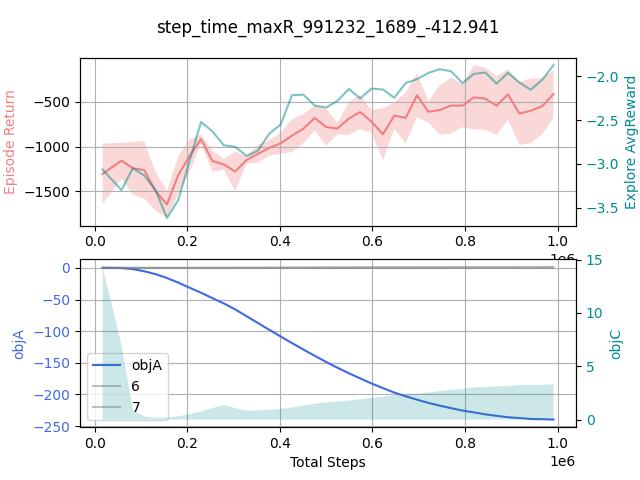 step_time_maxR_991232_1689_-412.941
Episode Return
−500
−1000
−1500
−2.0
−2.5
−3.0
−3.5
Explore AvgReward
0.0 0.2 0.4 0.6 0.8 1.0
1e6
objA
0
−50
−100
−150
−200
−250
15
10
5
0
objC
objA
6
7
0.0 0.2 0.4 0.6 0.8 1.0
Total Steps
1e6